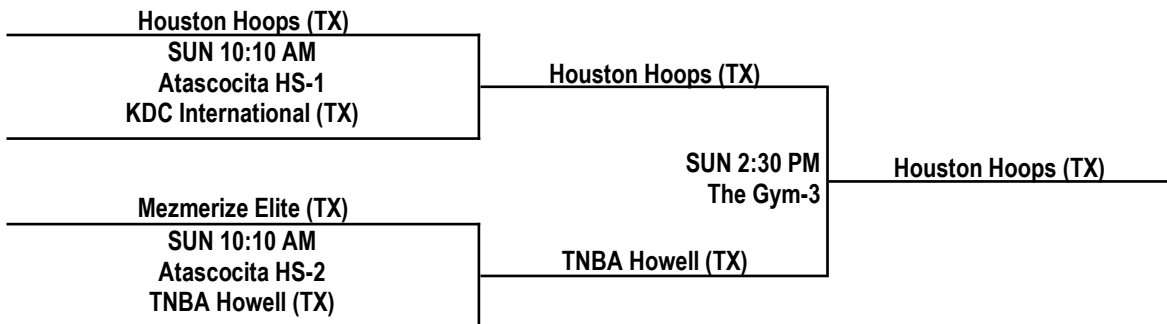 Houston Hoops (TX)
SUN 10:10 AM
Atascocita HS-1
KDC International (TX)
Houston Hoops (TX)
SUN 2:30 PM
The Gym-3
Houston Hoops (TX)
Mezmerize Elite (TX)
SUN 10:10 AM
Atascocita HS-2
TNBA Howell (TX)
TNBA Howell (TX)